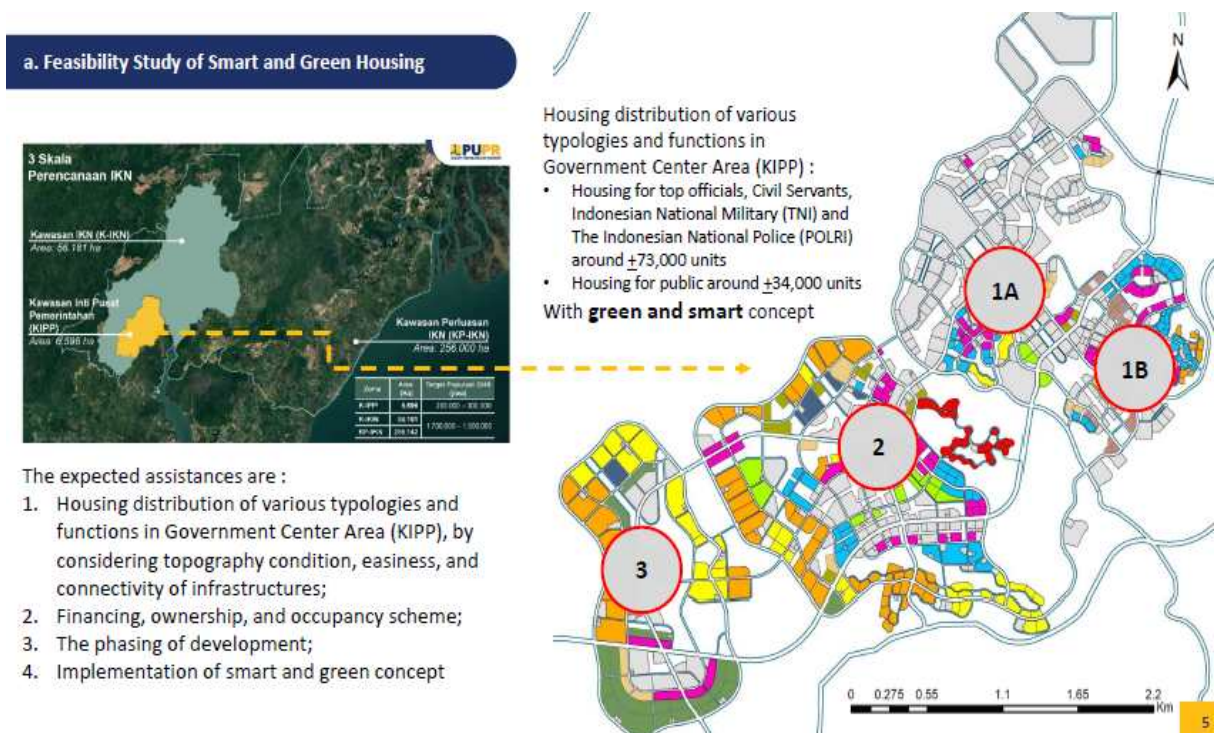 a. Feasibility Study of Smart and Green Housing
3 Skala
Perencanaan IKN
PUPR
Kawasan IKN (K-IKN)
Area: 56.181 ha
Kawasan Inti Pusat
Pemerintahan
(KIPP)
Area: 6.596 ha
Kawasan Perluasan
IKN (KP-IKN)
Area: 256.000 ha
Area
Target Populasi
K-IPP
K-IKN
KP-IKN
The expected assistances are :
1. Housing distribution of various typologies and
functions in Government Center Area (KIPP), by
considering topography condition, easiness, and
connectivity of infrastructures;
2. Financing, ownership, and occupancy scheme;
3. The phasing of development;
4. Implementation of smart and green concept
Housing distribution of various
typologies and functions in
Government Center Area (KIPP) :
• Housing for top officials, Civil Servants,
Indonesian National Military (TNI) and
The Indonesian National Police (POLRI)
around +73,000 units
• Housing for public around +34,000 units
With green and smart concept
N
1A
1B
2
3
0 0.275 0.55 1.1 1.65 2.2
Km
5